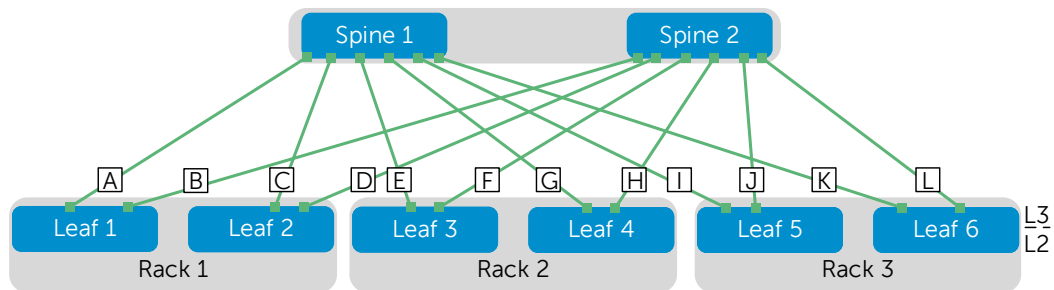 Spine 1
Spine 2
A
B
C
D
E
F
G
H
I
J
K
L
Leaf 1
Leaf 2
Leaf 3
Leaf 4
Leaf 5
Leaf 6
L3
L2
Rack 1
Rack 2
Rack 3